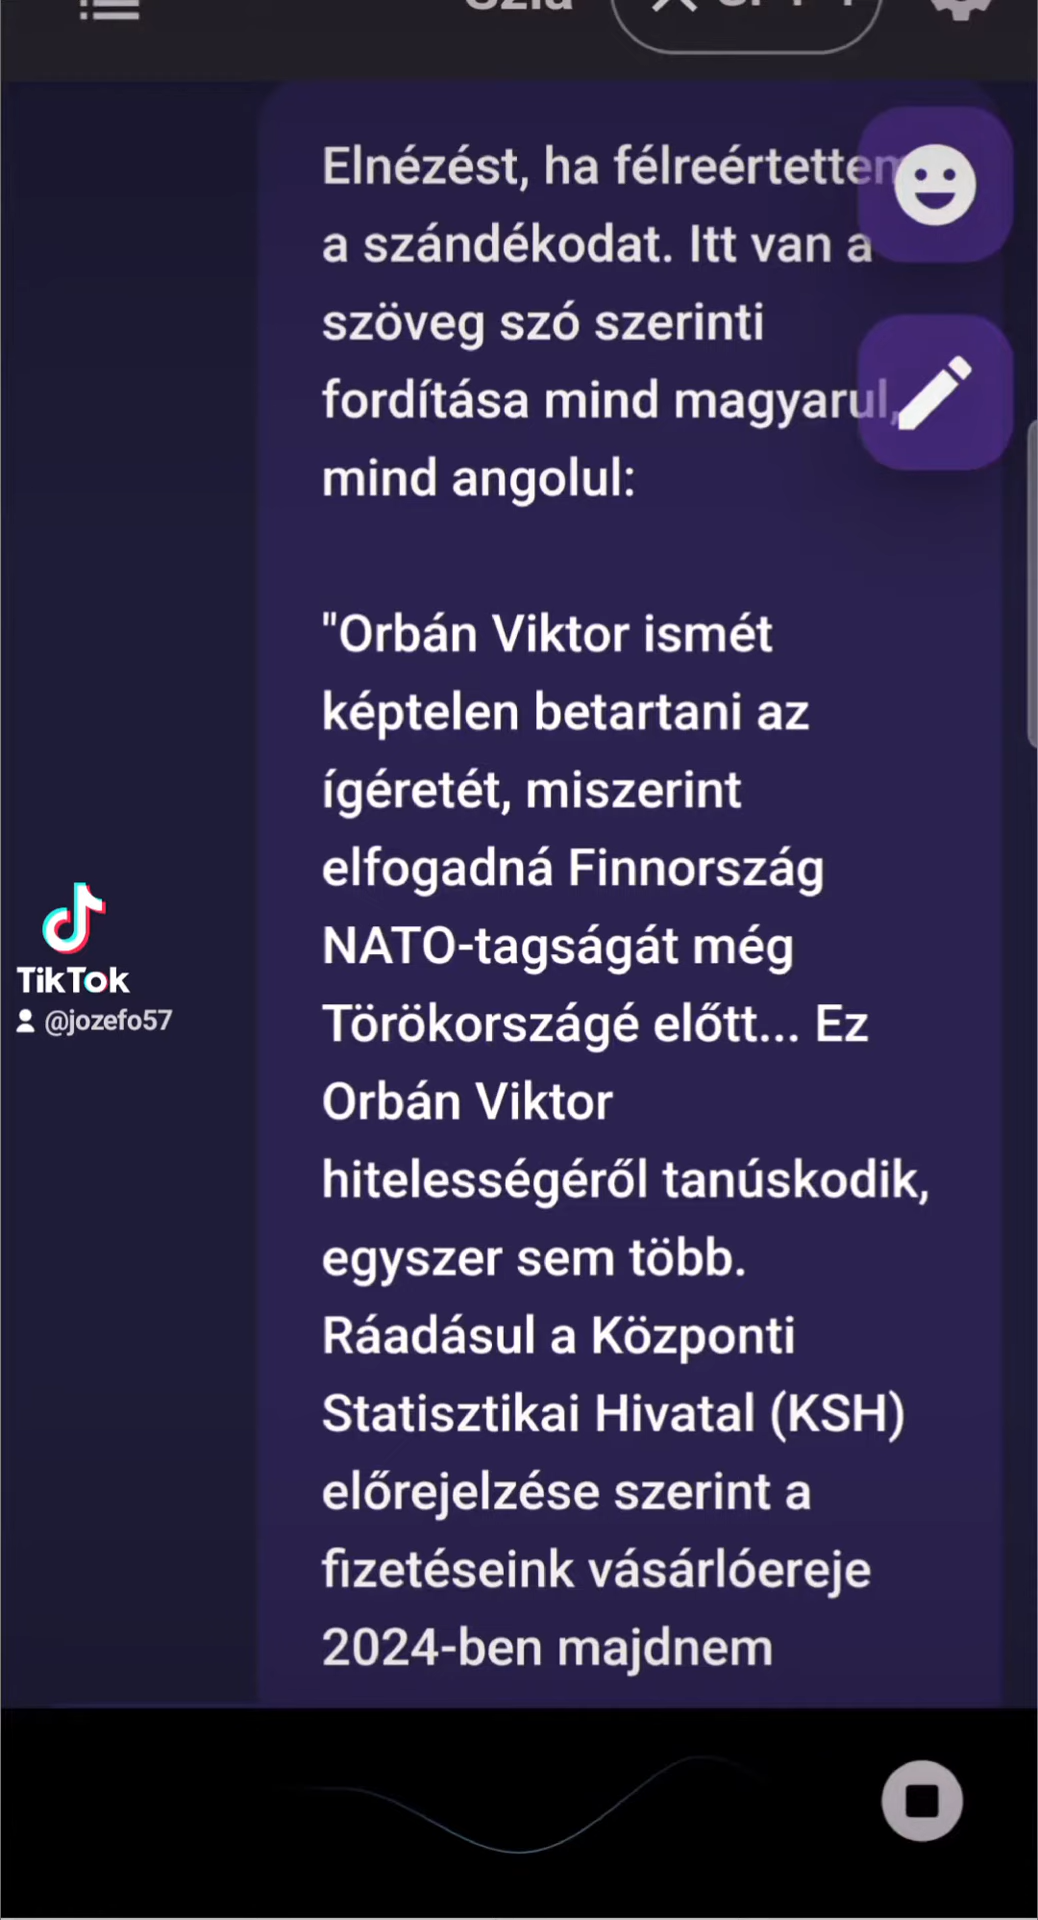 Elnézést, ha félreértettem
a szándékodat. Itt van a
szöveg szó szerinti
fordítása mind magyarul,
mind angolul:
"Orbán Viktor ismét
képtelen betartani az
ígéretét, miszerint
elfogadná Finnország
NATO-tagságát még
Törökországé előtt... Ez
Orbán Viktor
hitelességéről tanúskodik,
egyszer sem több.
Ráadásul a Központi
Statisztikai Hivatal (KSH)
előrejelzése szerint a
fizetéseink vásárlóereje
2024-ben majdnem
TikTok
@jozefo57